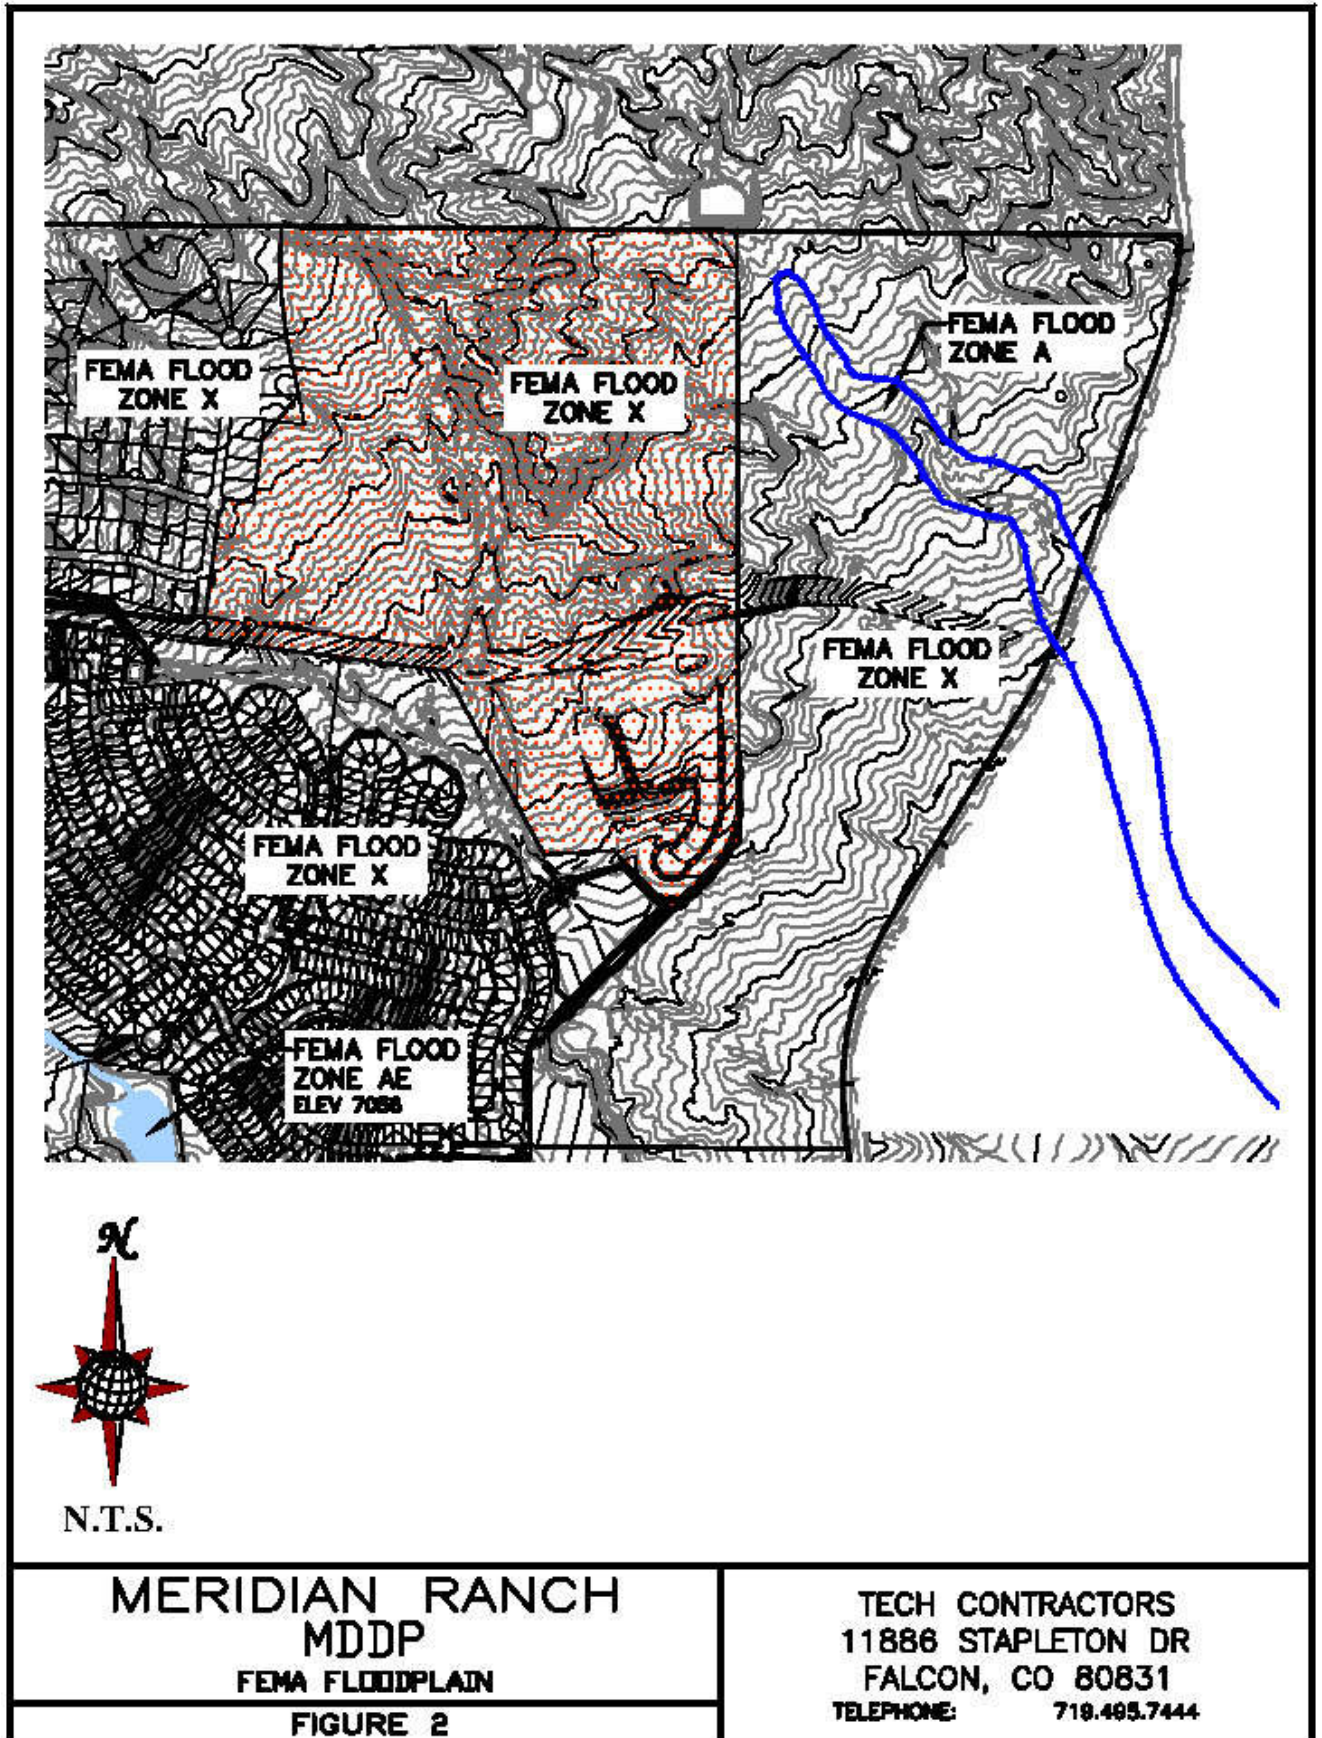 FEMA FLOOD
ZONE A
FEMA FLOOD
ZONE X
FEMA FLOOD
ZONE X
FEMA FLOOD
ZONE X
FEMA FLOOD
ZONE X
FEMA FLOOD
ZONE AE
ELEV
N
N.T.S.
MERIDIAN RANCH
MDDP
FEMA FLOODPLAIN
FIGURE 2
TECH CONTRACTORS
11886 STAPLETON DR
FALCON, CO 80831
TELEPHONE: 719.495.7444